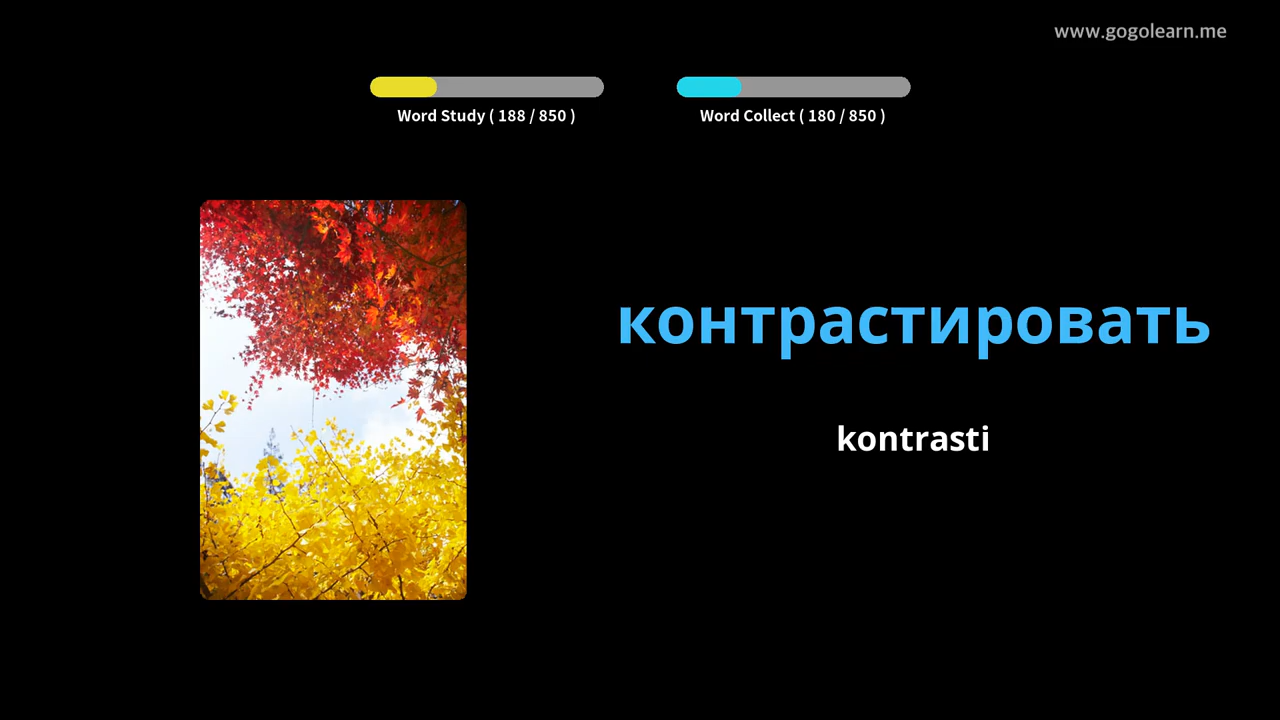 www.gogolearn.me
Word Study ( 188 / 850 )
Word Collect ( 180 / 850 )
контрастировать
kontrasti